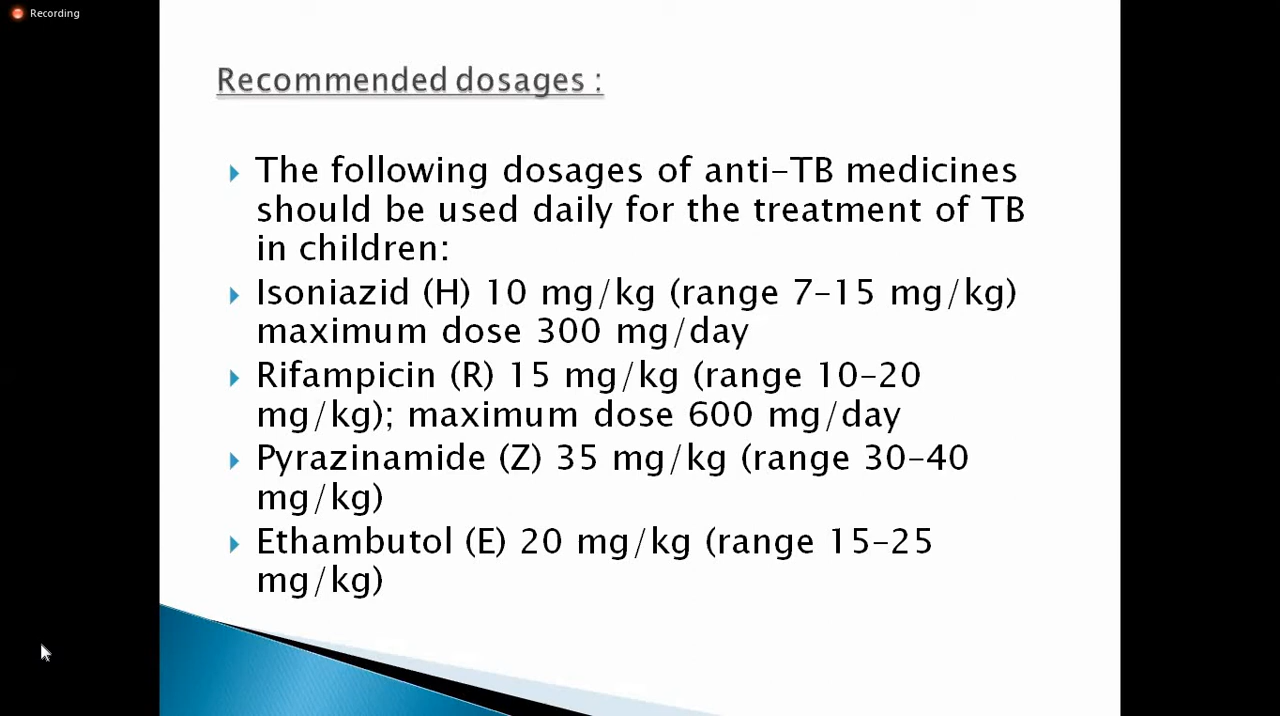 Recording
Recommended dosages :
The following dosages of anti-TB medicines
should be used daily for the treatment of TB
in children:
Isoniazid (H) 10 mg/kg (range 7-15 mg/kg)
maximum dose 300 mg/day
Rifampicin (R) 15 mg/kg (range 10-20
mg/kg); maximum dose 600 mg/day
Pyrazinamide (Z) 35 mg/kg (range 30-40
mg/kg)
Ethambutol (E) 20 mg/kg (range 15-25
mg/kg)